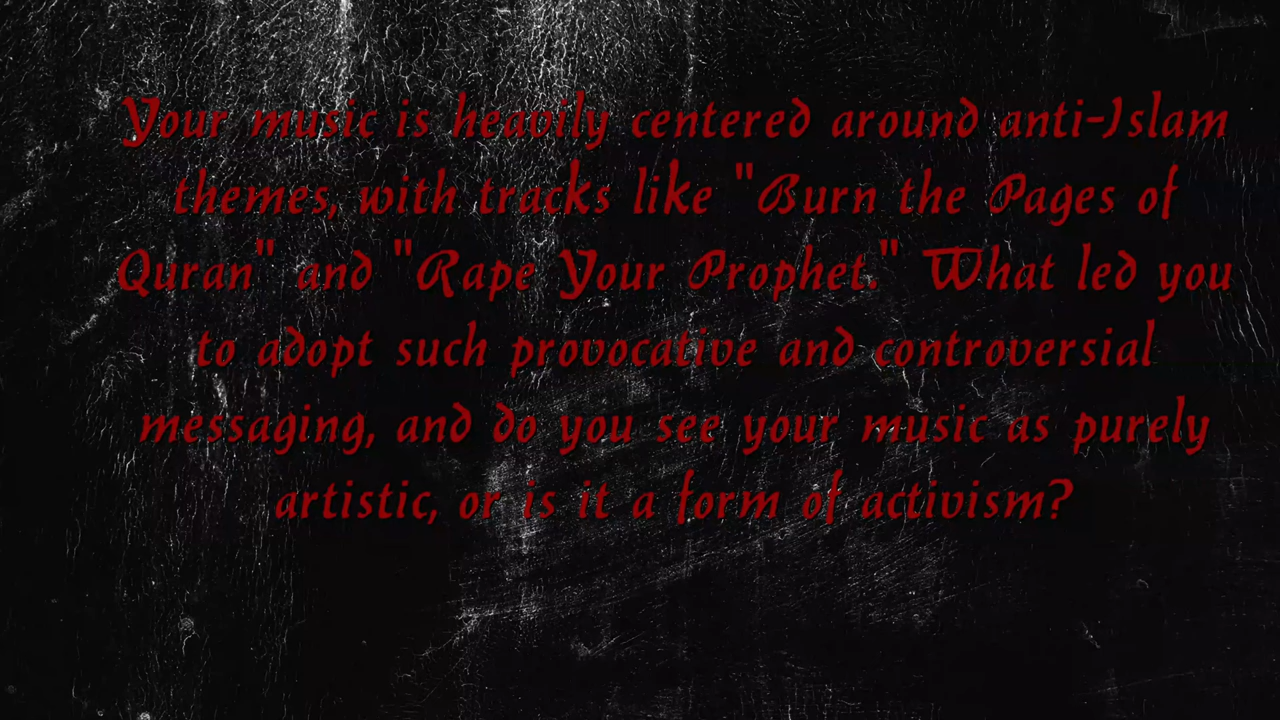 Your music is heavily centered around anti-Islam
themes, with tracks like "Burn the Pages of
Quran" and "Rape Your Prophet." What led you
to adopt such provocative and controversial
messaging, and do you see your music as purely
artistic, or is it a form of activism?